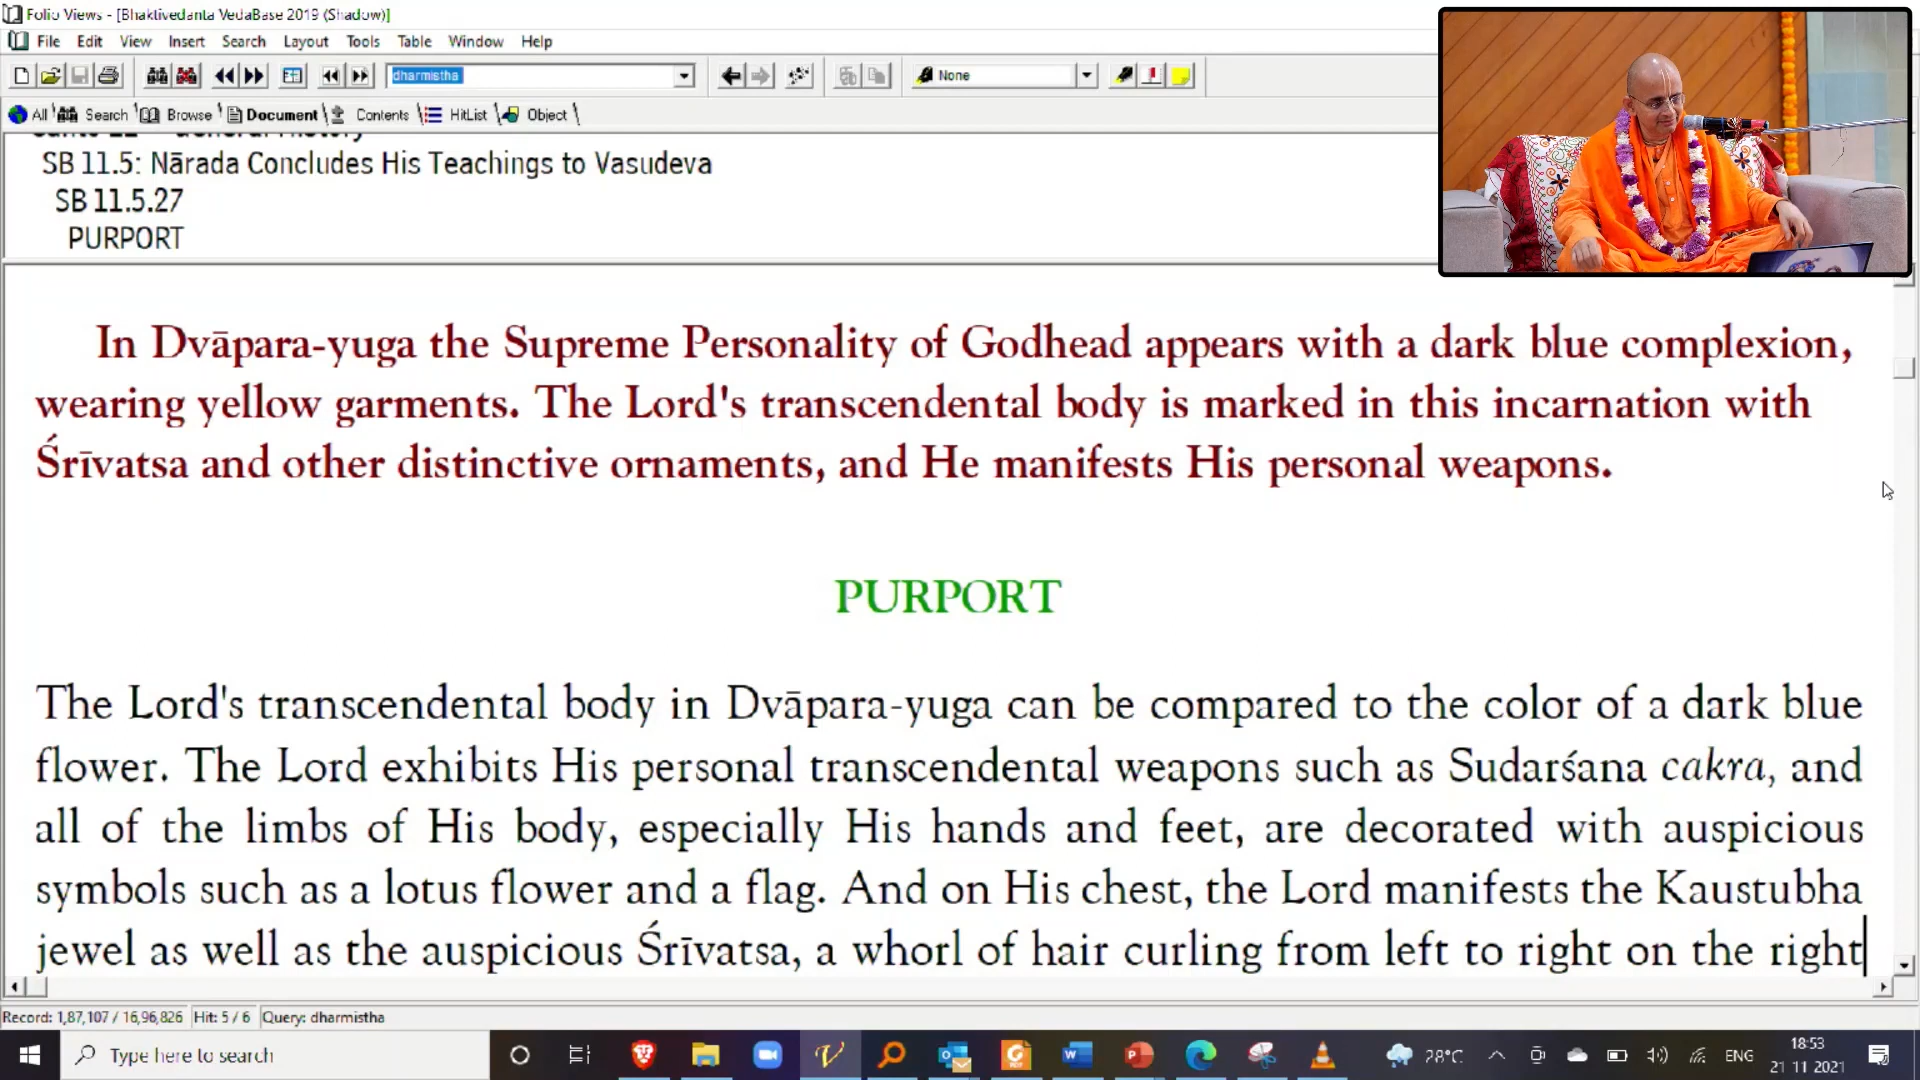 Folio Views - [Bhaktivedanta VedaBase 2019 (Shadow)]
File Edit View Insert Search Layout Tools Table Window Help
dharmistha None
All Search Browse Document Contents HitList Object
SB 11.5: Nārada Concludes His Teachings to Vasudeva
SB 11.5.27
PURPORT
In Dvāpara-yuga the Supreme Personality of Godhead appears with a dark blue complexion,
wearing yellow garments. The Lord's transcendental body is marked in this incarnation with
Śrīvatsa and other distinctive ornaments, and He manifests His personal weapons.
PURPORT
The Lord's transcendental body in Dvāpara-yuga can be compared to the color of a dark blue
flower. The Lord exhibits His personal transcendental weapons such as Sudarśana cakra, and
all of the limbs of His body, especially His hands and feet, are decorated with auspicious
symbols such as a lotus flower and a flag. And on His chest, the Lord manifests the Kaustubha
jewel as well as the auspicious Śrīvatsa, a whorl of hair curling from left to right on the right
Record: 1,87,107 / 16,96,826 Hit: 5 / 6 Query: dharmistha
Type here to search 28°C ENG 18:53
21-11-2021